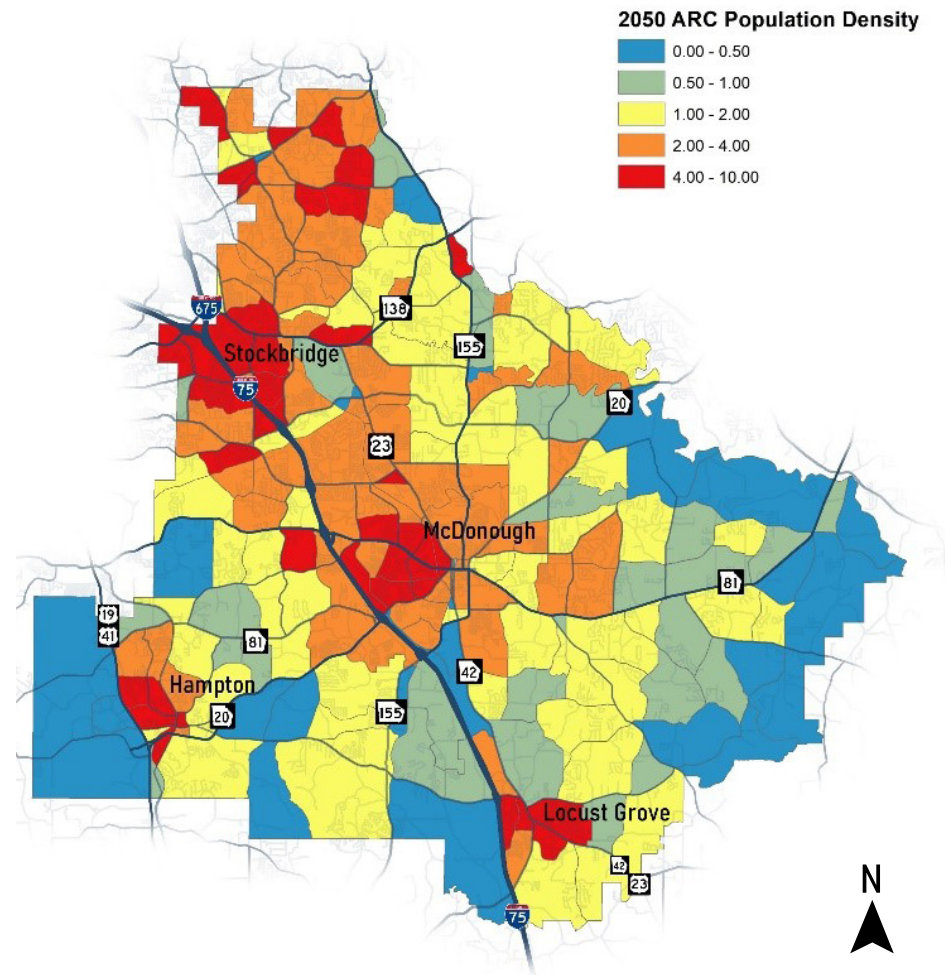 2050 ARC Population Density
0.00 - 0.50
0.50 - 1.00
1.00 - 2.00
2.00 - 4.00
4.00 - 10.00
675
138
155
Stockbridge
75
20
23
McDonough
81
19
41
81
42
Hampton
20
155
Locust Grove
42
23
75
N